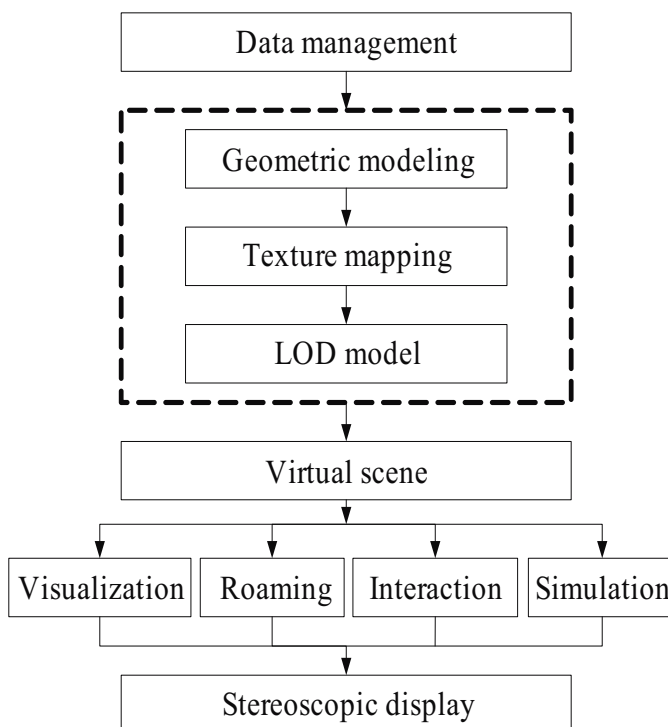 Data management
Geometric modeling
Texture mapping
LOD model
Virtual scene
Visualization
Roaming
Interaction
Simulation
Stereoscopic display